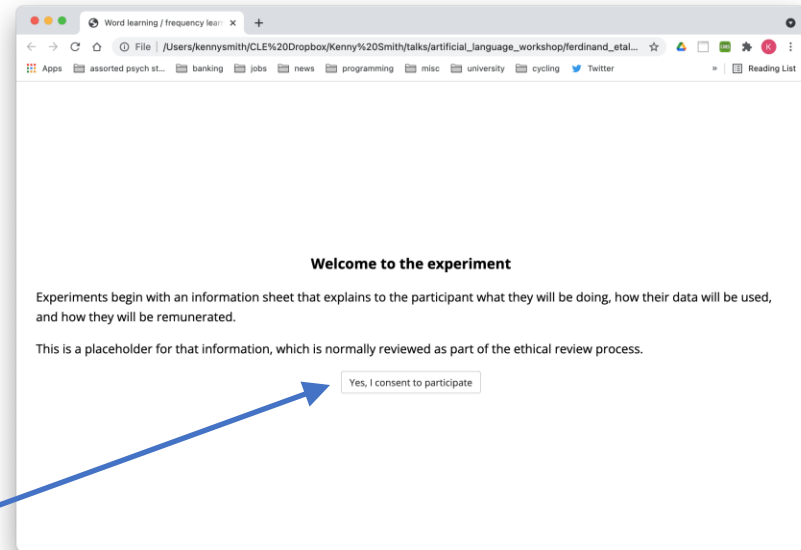 Word learning / frequency lear
File | /Users/kennysmith/CLE%20Dropbox/Kenny%20Smith/talks/artificial_language_workshop/ferdinand_etal...
Apps assorted psych st... banking jobs news programming misc university cycling Twitter » Reading List
Welcome to the experiment
Experiments begin with an information sheet that explains to the participant what they will be doing, how their data will be used,
and how they will be remunerated.
This is a placeholder for that information, which is normally reviewed as part of the ethical review process.
Yes, I consent to participate